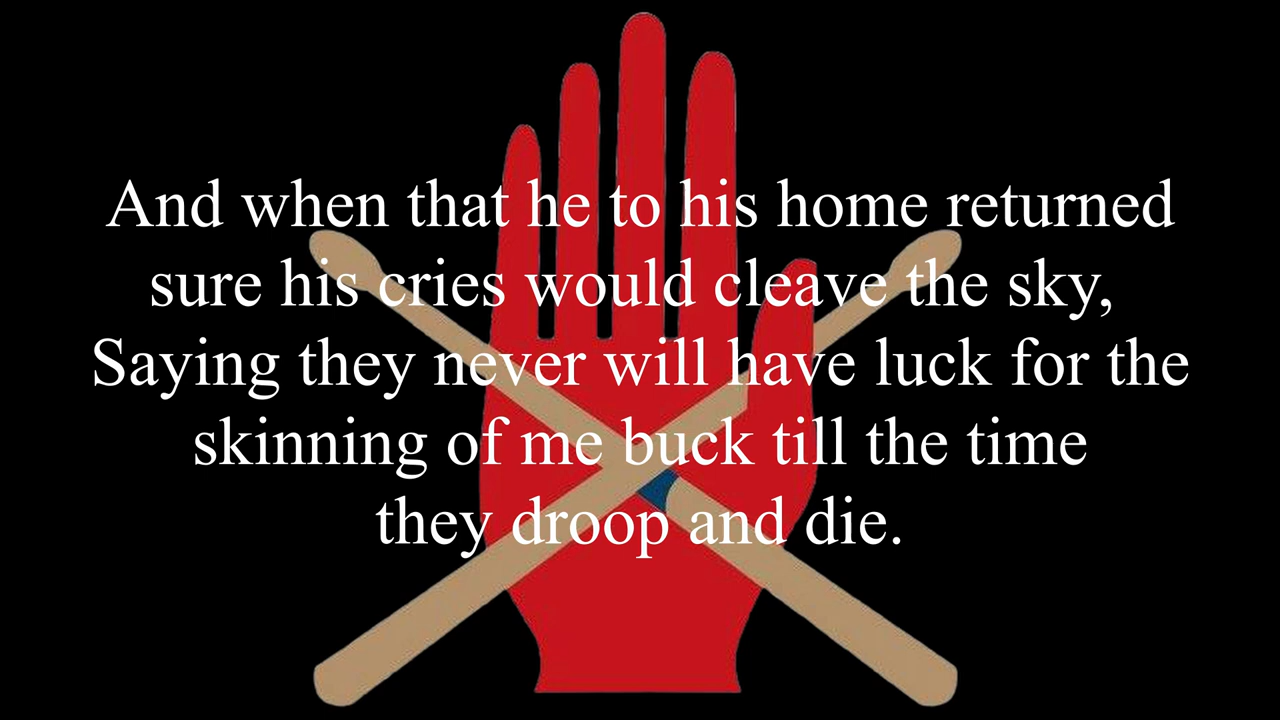 And when that he to his home returned
sure his cries would cleave the sky,
Saying they never will have luck for the
skinning of me buck till the time
they droop and die.